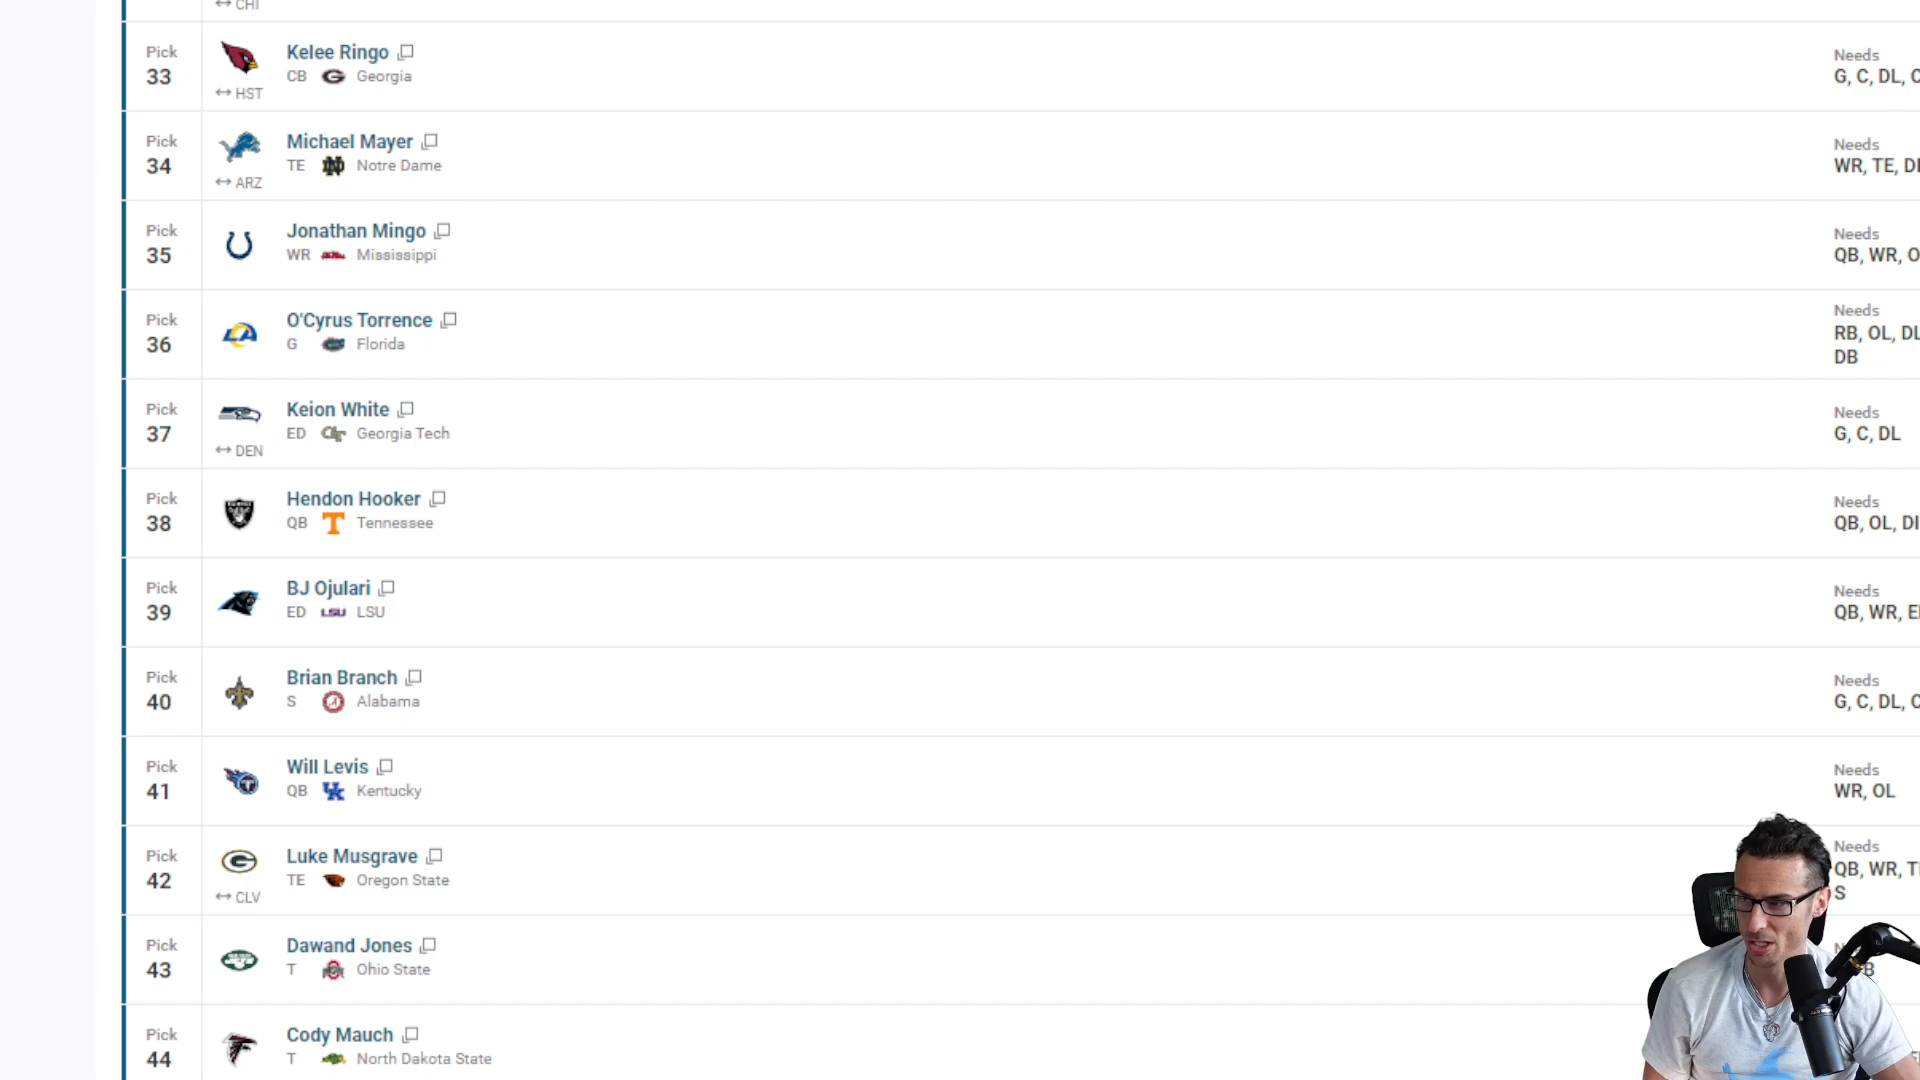 ↔ CHI
Pick
33
↔ HST
Kelee Ringo
CB Georgia
Needs
G, C, DL,
Pick
34
↔ ARZ
Michael Mayer
TE Notre Dame
Needs
WR, TE,
Pick
35
Jonathan Mingo
WR Mississippi
Needs
QB, WR,
Pick
36
O'Cyrus Torrence
G Florida
Needs
RB, OL, DL
DB
Pick
37
↔ DEN
Keion White
ED Georgia Tech
Needs
G, C, DL
Pick
38
Hendon Hooker
QB Tennessee
Needs
QB, OL,
Pick
39
BJ Ojulari
ED LSU LSU
Needs
QB, WR,
Pick
40
Brian Branch
S Alabama
Needs
G, C, DL,
Pick
41
Will Levis
QB Kentucky
Needs
WR, OL
Pick
42
↔ CLV
Luke Musgrave
TE Oregon State
Needs
QB, WR,
S
Pick
43
Dawand Jones
T Ohio State
Pick
44
Cody Mauch
T North Dakota State